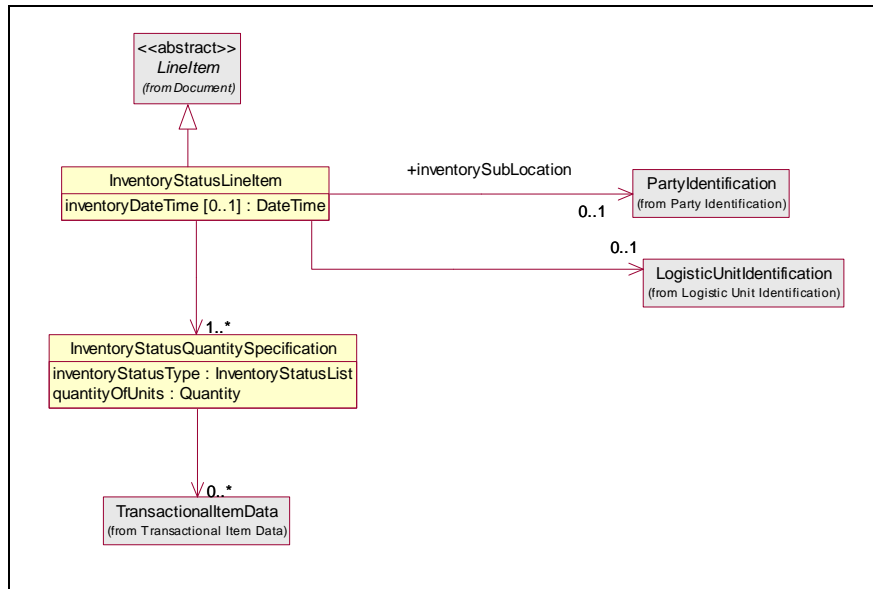 <<abstract>>
LineItem
(from Document)
InventoryStatusLineItem
inventoryDateTime [0..1] : DateTime
+inventorySubLocation
0..1
PartyIdentification
(from Party Identification)
0..1
LogisticUnitIdentification
(from Logistic Unit Identification)
1..*
InventoryStatusQuantitySpecification
inventoryStatusType : InventoryStatusList
quantityOfUnits : Quantity
0..*
TransactionalItemData
(from Transactional Item Data)